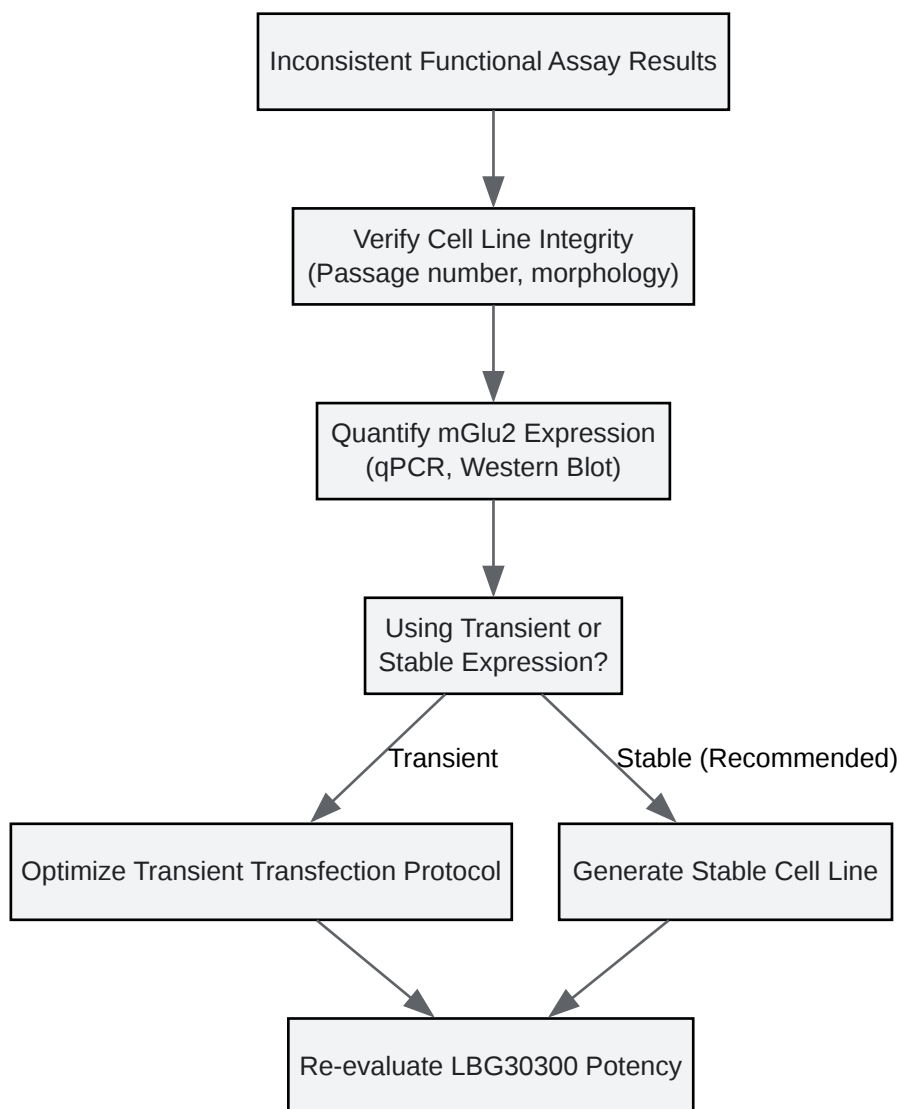 Inconsistent Functional Assay Results
Verify Cell Line Integrity
(Passage number, morphology)
Quantify mGlu2 Expression
(qPCR, Western Blot)
Using Transient or
Stable Expression?
Transient
Stable (Recommended)
Optimize Transient Transfection Protocol
Generate Stable Cell Line
Re-evaluate LBG30300 Potency